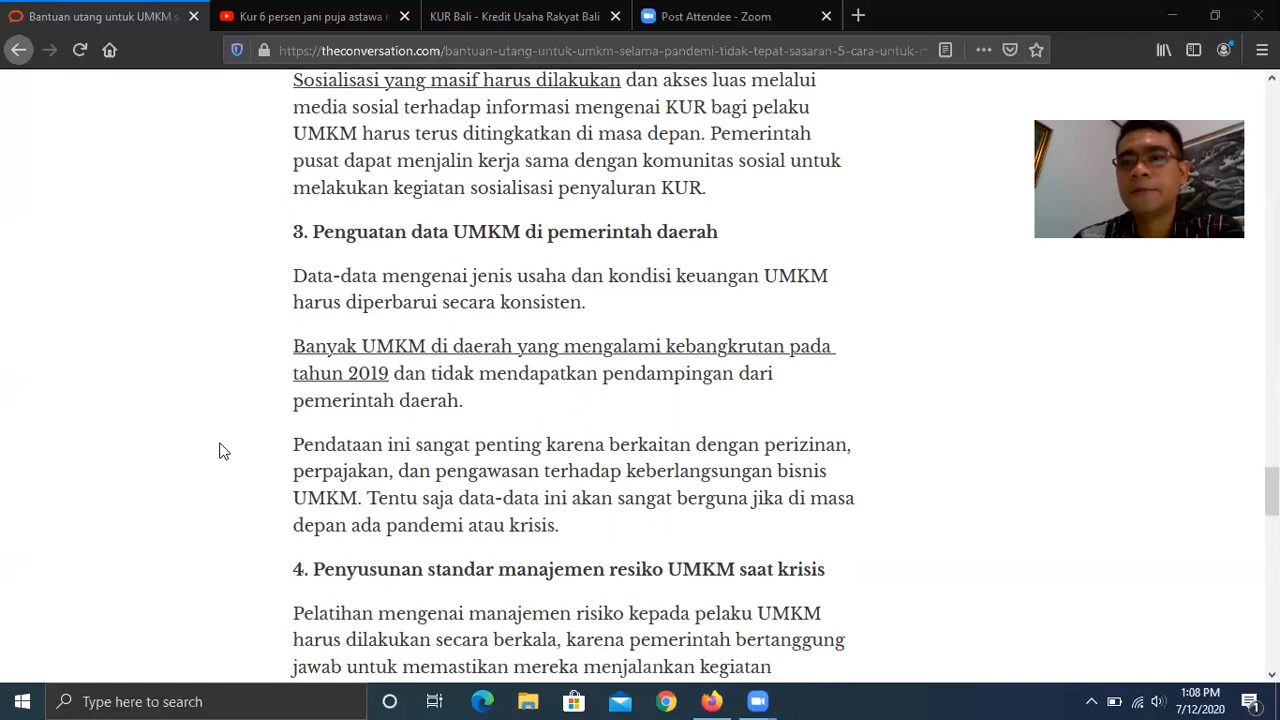 Bantuan utang untuk UMKM s
Kur 6 persen jani puja astawa
KUR Bali - Kredit Usaha Rakyat Bali
Post Attendee - Zoom
https://theconversation.com/bantuan-utang-untuk-umkm-selama-pandemi-tidak-tepat-sasaran-5-cara-untuk-
Sosialisasi yang masif harus dilakukan dan akses luas melalui
media sosial terhadap informasi mengenai KUR bagi pelaku
UMKM harus terus ditingkatkan di masa depan. Pemerintah
pusat dapat menjalin kerja sama dengan komunitas sosial untuk
melakukan kegiatan sosialisasi penyaluran KUR.
3. Penguatan data UMKM di pemerintah daerah
Data-data mengenai jenis usaha dan kondisi keuangan UMKM
harus diperbarui secara konsisten.
Banyak UMKM di daerah yang mengalami kebangkrutan pada
tahun 2019 dan tidak mendapatkan pendampingan dari
pemerintah daerah.
Pendataan ini sangat penting karena berkaitan dengan perizinan,
perpajakan, dan pengawasan terhadap keberlangsungan bisnis
UMKM. Tentu saja data-data ini akan sangat berguna jika di masa
depan ada pandemi atau krisis.
4. Penyusunan standar manajemen resiko UMKM saat krisis
Pelatihan mengenai manajemen risiko kepada pelaku UMKM
harus dilakukan secara berkala, karena pemerintah bertanggung
jawab untuk memastikan mereka menjalankan kegiatan
Type here to search
1:08 PM
7/12/2020